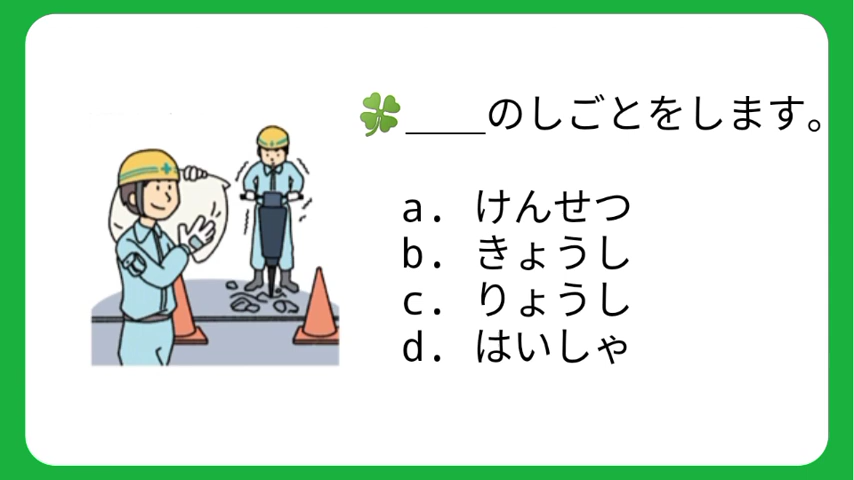 🍀____のしごとをします。
a. けんせつ
b. きょうし
c. りょうし
d. はいしゃ